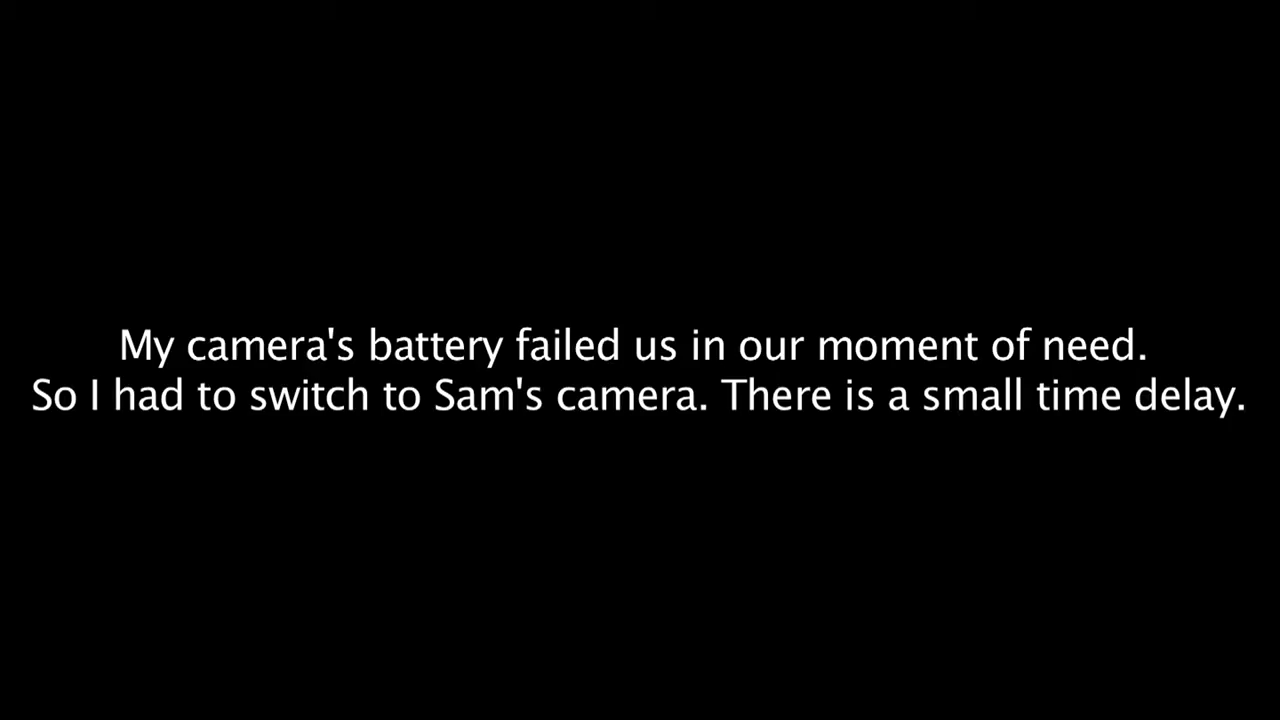 My camera's battery failed us in our moment of need.
So I had to switch to Sam's camera. There is a small time delay.